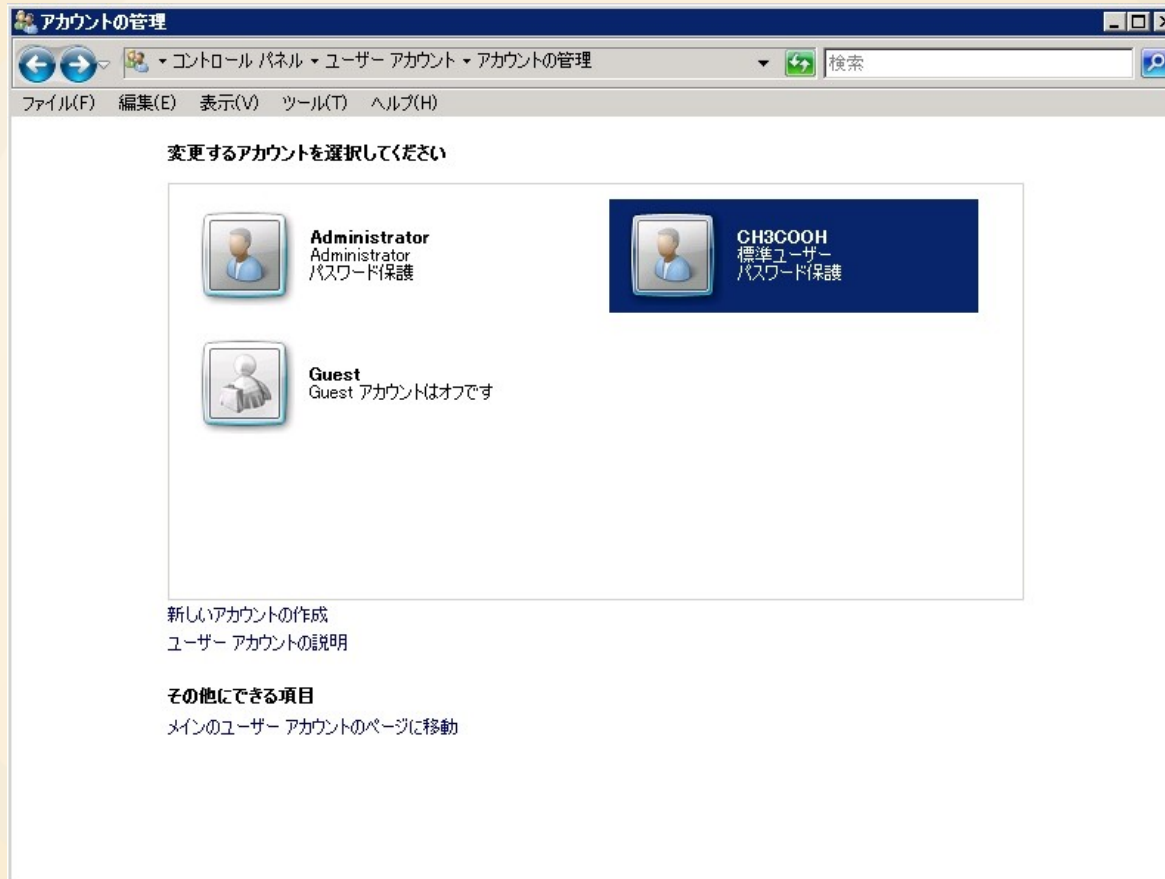 アカウントの管理
コントロール パネル ▾ ユーザー アカウント ▾ アカウントの管理
検索
ファイル(F) 編集(E) 表示(V) ツール(T) ヘルプ(H)
変更するアカウントを選択してください
Administrator
Administrator
パスワード保護
CH3COOH
標準ユーザー
パスワード保護
Guest
Guest アカウントはオフです
新しいアカウントの作成
ユーザー アカウントの説明
その他にできる項目
メインのユーザー アカウントのページに移動